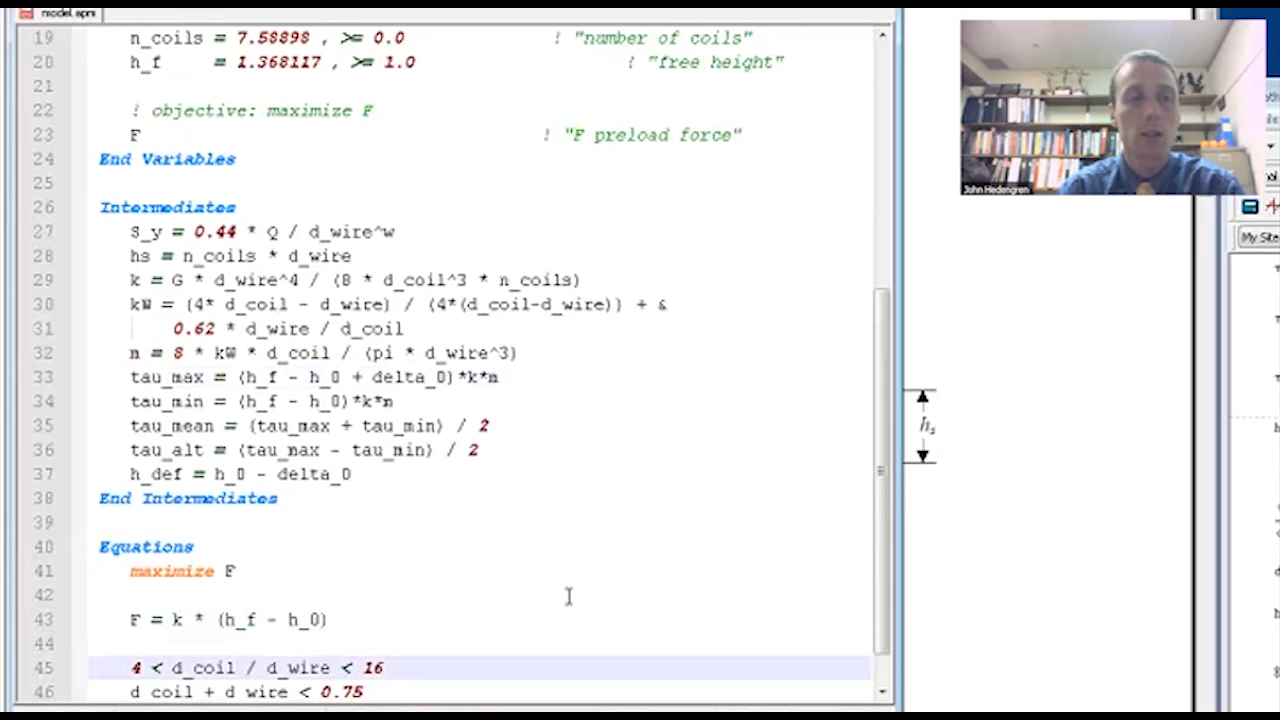 model.apm
19 n_coils = 7.58898 , >= 0.0 ! "number of coils"
20 h_f = 1.368117 , >= 1.0 ! "free height"
21
22 ! objective: maximize F
23 F ! "F preload force"
24 End Variables
25
26 Intermediates
27 S_y = 0.44 * Q / d_wire^w
28 hs = n_coils * d_wire
29 k = G * d_wire^4 / (8 * d_coil^3 * n_coils)
30 kW = (4* d_coil - d_wire) / (4*(d_coil-d_wire)) + &
31 0.62 * d_wire / d_coil
32 n = 8 * kW * d_coil / (pi * d_wire^3)
33 tau_max = (h_f - h_0 + delta_0)*k*n
34 tau_min = (h_f - h_0)*k*n
35 tau_mean = (tau_max + tau_min) / 2
36 tau_alt = (tau_max - tau_min) / 2
37 h_def = h_0 - delta_0
38 End Intermediates
39
40 Equations
41 maximize F
42
43 F = k * (h_f - h_0)
44
45 4 < d_coil / d_wire < 16
46 d_coil + d_wire < 0.75
John Hedengren
My Site
h_s